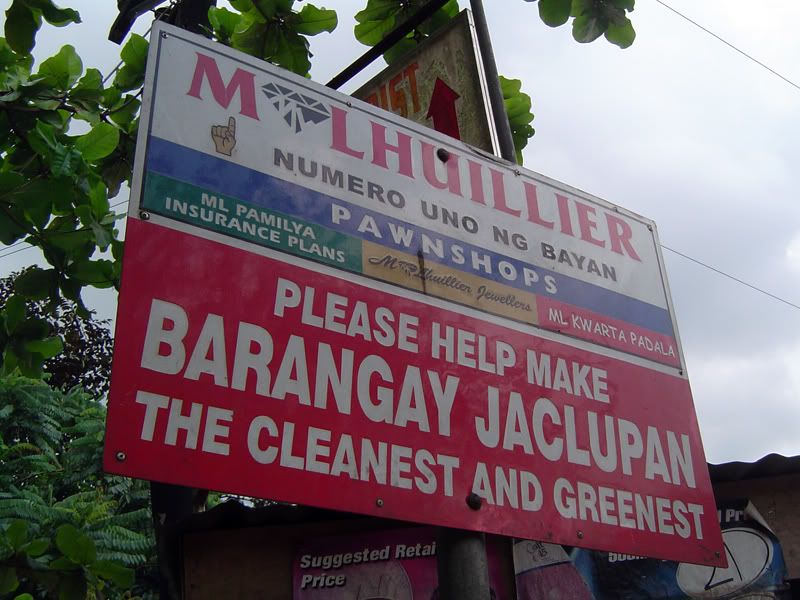 M LHUILLIER
NUMERO UNO NG BAYAN
PAWNSHOPS
ML PAMILYA
INSURANCE PLANS
M Lhuillier Jewellers
ML KWARTA PADALA
PLEASE HELP MAKE
BARANGAY JACLUPAN
THE CLEANEST AND GREENEST
Suggested Retai
Price